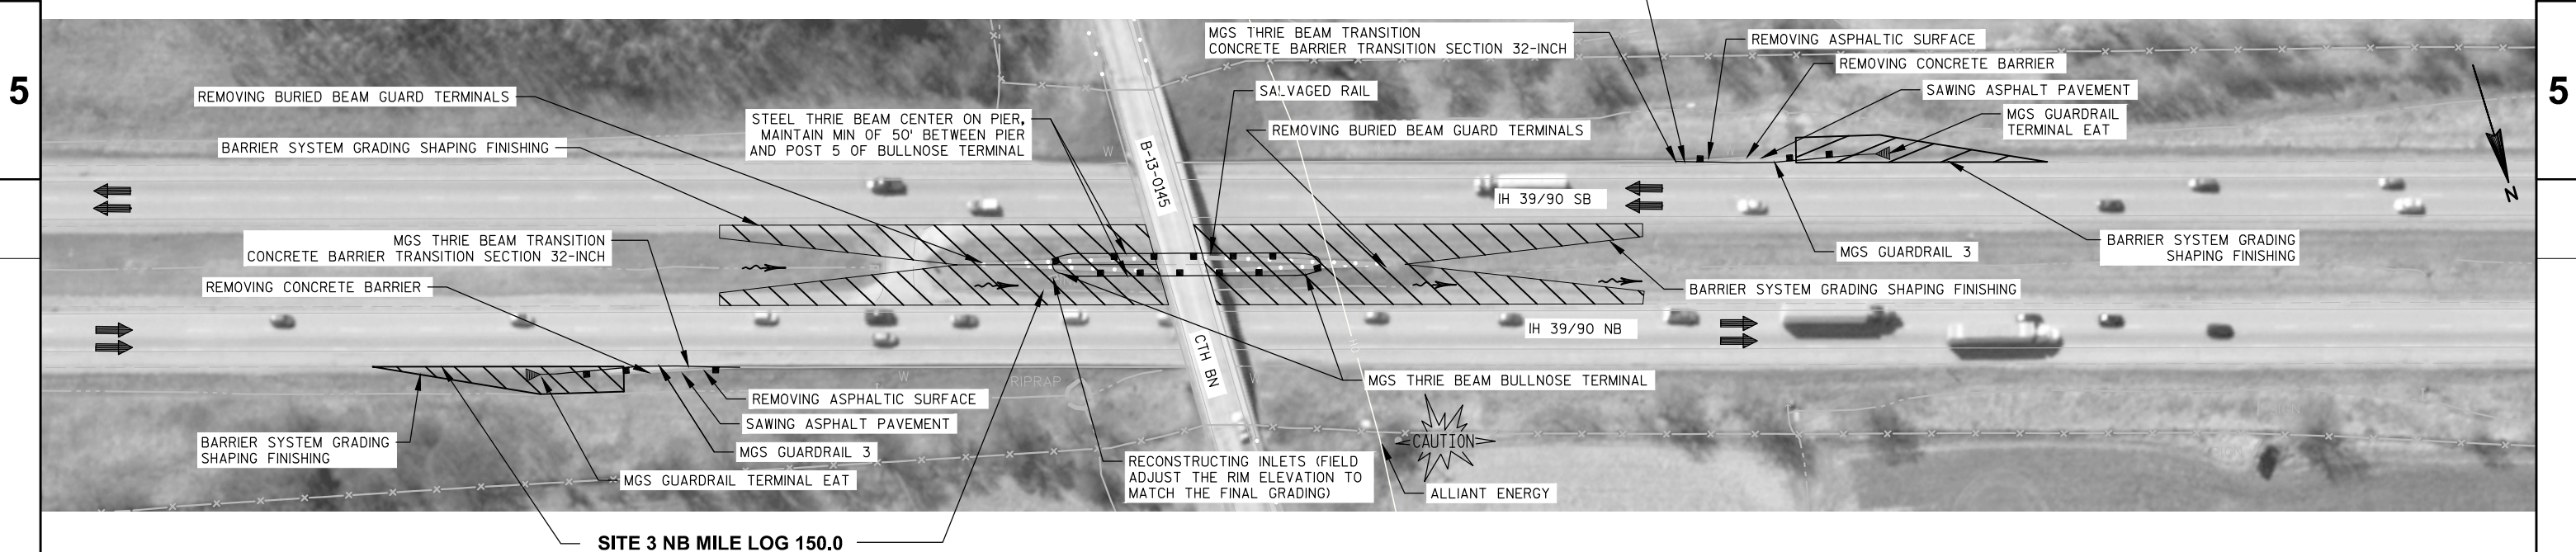 5
5
MGS THRIE BEAM TRANSITION
CONCRETE BARRIER TRANSITION SECTION 32-INCH
REMOVING ASPHALTIC SURFACE
REMOVING CONCRETE BARRIER
SAWING ASPHALT PAVEMENT
MGS GUARDRAIL
TERMINAL EAT
REMOVING BURIED BEAM GUARD TERMINALS
SALVAGED RAIL
STEEL THRIE BEAM CENTER ON PIER,
MAINTAIN MIN OF 50' BETWEEN PIER
AND POST 5 OF BULLNOSE TERMINAL
REMOVING BURIED BEAM GUARD TERMINALS
BARRIER SYSTEM GRADING SHAPING FINISHING
W
B-13-0145
N
IH 39/90 SB
MGS THRIE BEAM TRANSITION
CONCRETE BARRIER TRANSITION SECTION 32-INCH
MGS GUARDRAIL 3
BARRIER SYSTEM GRADING
SHAPING FINISHING
REMOVING CONCRETE BARRIER
BARRIER SYSTEM GRADING SHAPING FINISHING
IH 39/90 NB
CTH BN
W
RIPRAP
MGS THRIE BEAM BULLNOSE TERMINAL
REMOVING ASPHALTIC SURFACE
SAWING ASPHALT PAVEMENT
BARRIER SYSTEM GRADING
SHAPING FINISHING
MGS GUARDRAIL 3
CAUTION
MGS GUARDRAIL TERMINAL EAT
RECONSTRUCTING INLETS (FIELD
ADJUST THE RIM ELEVATION TO
MATCH THE FINAL GRADING)
ALLIANT ENERGY
SITE 3 NB MILE LOG 150.0